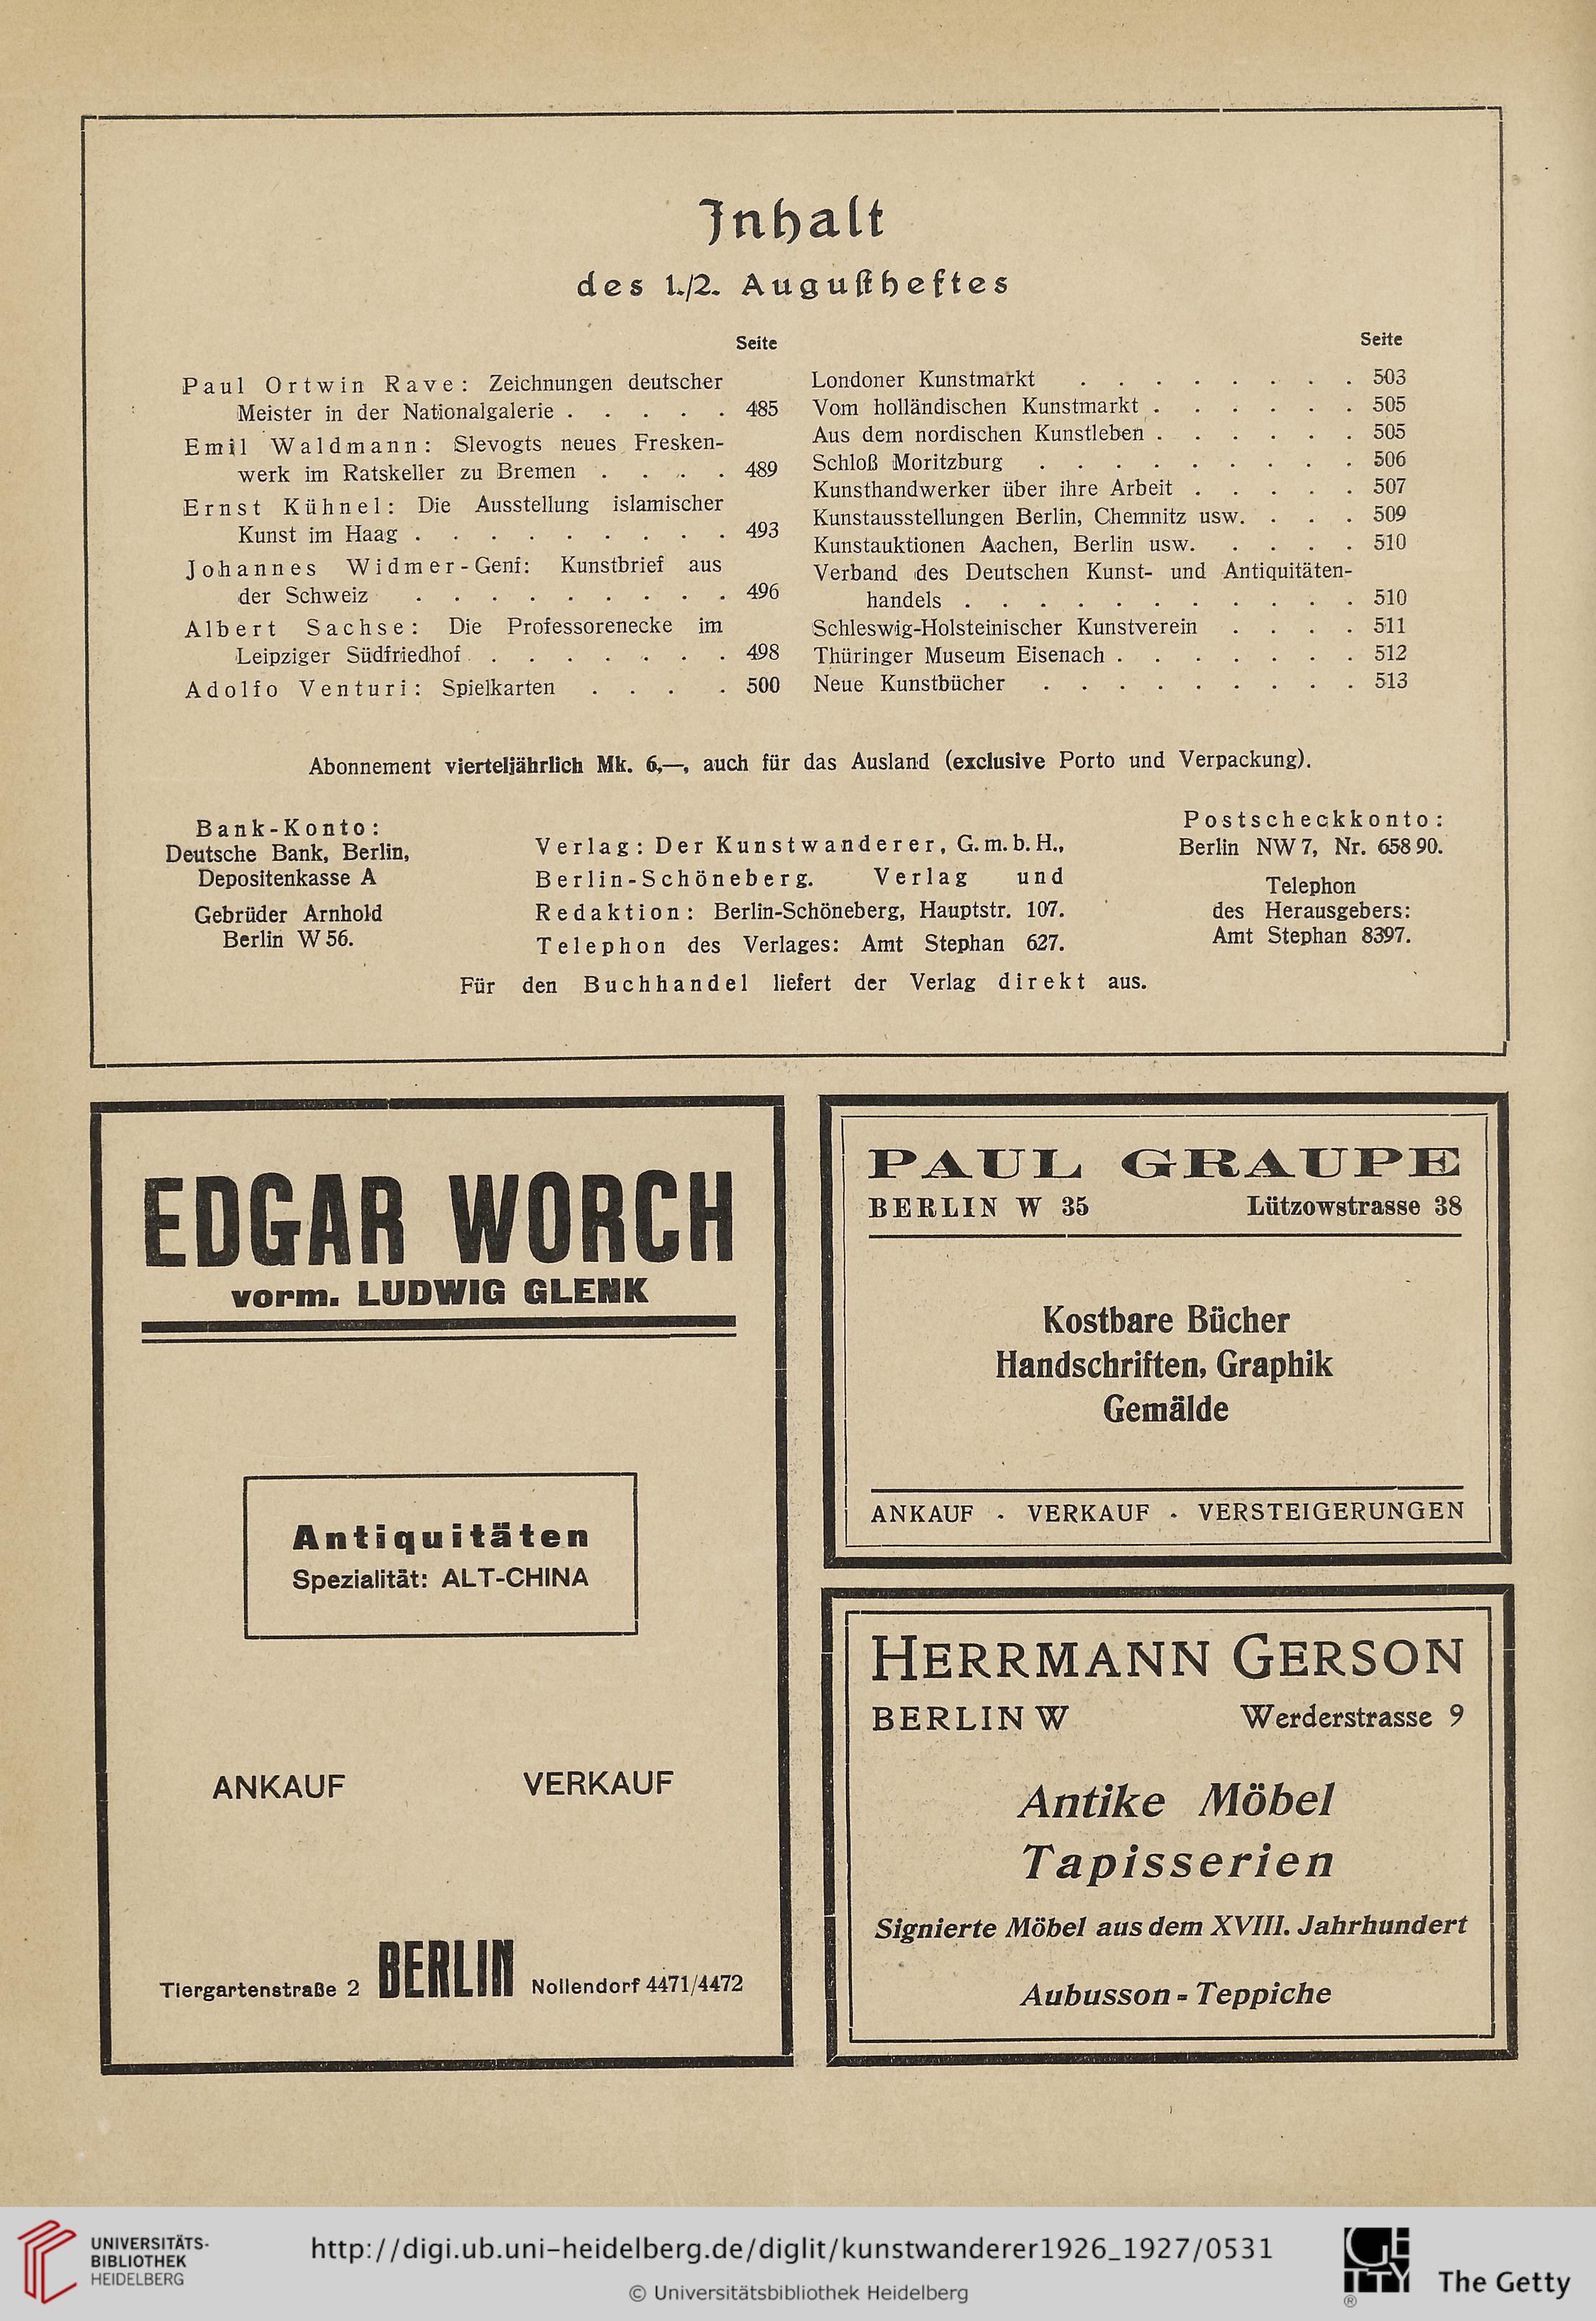 Inhalt
des 1./2. Augustheftes
Seite
Paul Ortwin Rave: Zeichnungen deutscher
Meister in der Nationalgalerie . . . . . 485
Emil Waldmann: Slevogts neues Fresken-
werk im Ratskeller zu Bremen . . . . 489
Ernst Kühnel: Die Ausstellung islamischer
Kunst im Haag . . . . . . . . . 493
Johannes Widmer-Genf: Kunstbrief aus
der Schweiz . . . . . . . . . 496
Albert Sachse: Die Professorenecke im
Leipziger Südfriedhof . . . . . . . 498
Adolfo Venturi: Spielkarten . . . . 500
Seite
Londoner Kunstmarkt . . . . . . . . 503
Vom holländischen Kunstmarkt . . . . . . 505
Aus dem nordischen Kunstleben . . . . . . 505
Schloß Moritzburg . . . . . . . . . 506
Kunsthandwerker über ihre Arbeit . . . . . 507
Kunstausstellungen Berlin, Chemnitz usw. . . . 509
Kunstauktionen Aachen, Berlin usw. . . . . 510
Verband des Deutschen Kunst- und Antiquitäten-
handels . . . . . . . . . . . 510
Schleswig-Holsteinischer Kunstverein . . . . 511
Thüringer Museum Eisenach . . . . . . . 512
Neue Kunstbücher . . . . . . . . . 513
Abonnement vierteljährlich Mk. 6,—, auch für das Ausland (exclusive Porto und Verpackung).
Bank-Konto:
Deutsche Bank, Berlin,
Depositenkasse A
Gebrüder Arnhold
Berlin W 56.
Verlag: Der Kunstwanderer, G. m. b. H.,
Berlin-Schöneberg. Verlag und
Redaktion: Berlin-Schöneberg, Hauptstr. 107.
Telephon des Verlages: Amt Stephan 627.
Postscheckkonto:
Berlin NW 7, Nr. 658 90.
Telephon
des Herausgebers:
Amt Stephan 8397.
Für den Buchhandel liefert der Verlag direkt aus.
EDGAR WORCH
vorm. LUDWIG GLENK
Antiquitäten
Spezialität: ALT-CHINA
ANKAUF VERKAUF
Tiergartenstraße 2 BERLIN Nollendorf 4471/4472
PAUL GRAUPE
BERLIN W 35 Lützowstrasse 38
Kostbare Bücher
Handschriften, Graphik
Gemälde
ANKAUF · VERKAUF · VERSTEIGERUNGEN
HERRMANN GERSON
BERLIN W Werderstrasse 9
Antike Möbel
Tapisserien
Signierte Möbel aus dem XVIII. Jahrhundert
Aubusson-Teppiche
UNIVERSITÄTS-
BIBLIOTHEK
HEIDELBERG
http://digi.ub.uni-heidelberg.de/diglit/kunstwanderer1926_1927/0531
© Universitätsbibliothek Heidelberg
GETTY
®
The Getty